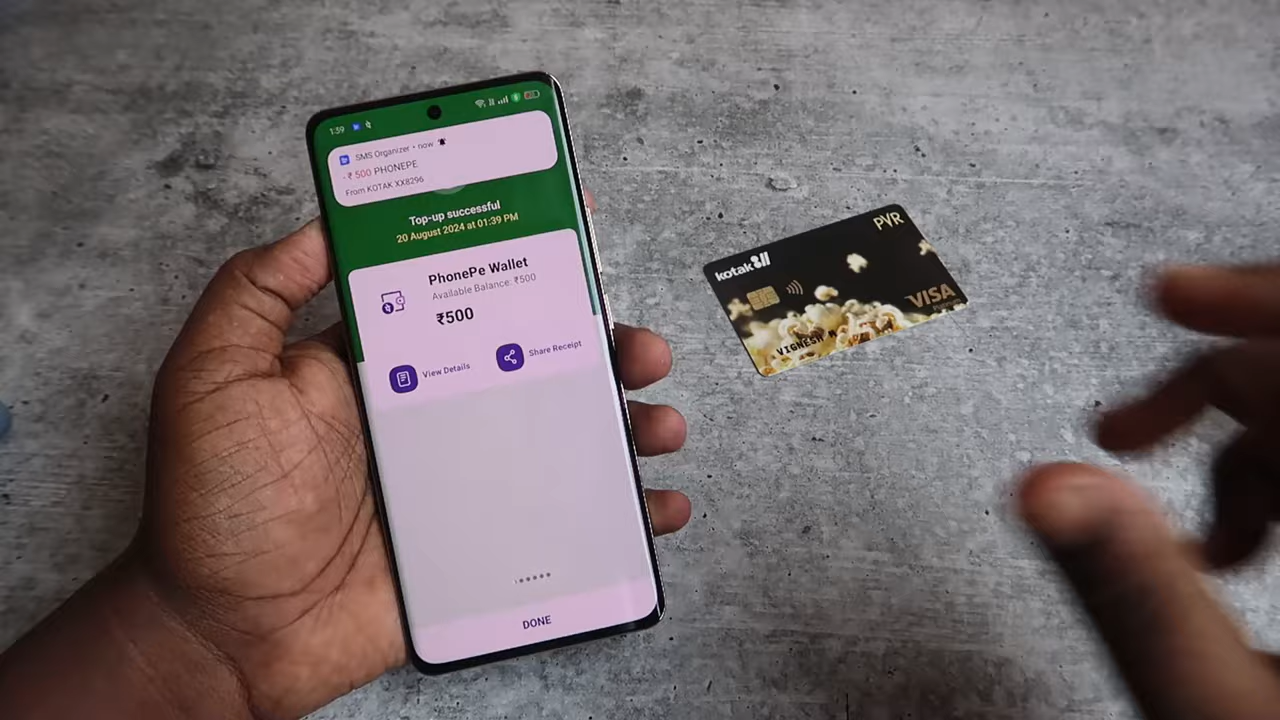 1:39
SMS Organizer • now
-₹ 500 PHONEPE
From KOTAK XX8296
Top-up successful
20 August 2024 at 01:39 PM
PhonePe Wallet
Available Balance: ₹500
₹500
View Details
Share Receipt
DONE
PVR
kotak
VISA
VIGNESH M